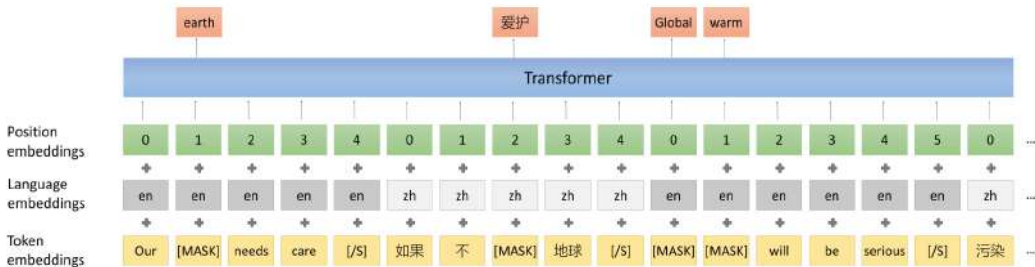 earth 爱护 Global warm
Transformer
Position embeddings 0 1 2 3 4 0 1 2 3 4 0 1 2 3 4 5 0 ...
+ + + + + + + + + + + + + + + + +
Language embeddings en en en en en zh zh zh zh zh en en en en en en zh ...
+ + + + + + + + + + + + + + + + +
Token embeddings Our [MASK] needs care [/S] 如果 不 [MASK] 地球 [/S] [MASK] [MASK] will be serious [/S] 污染 ...